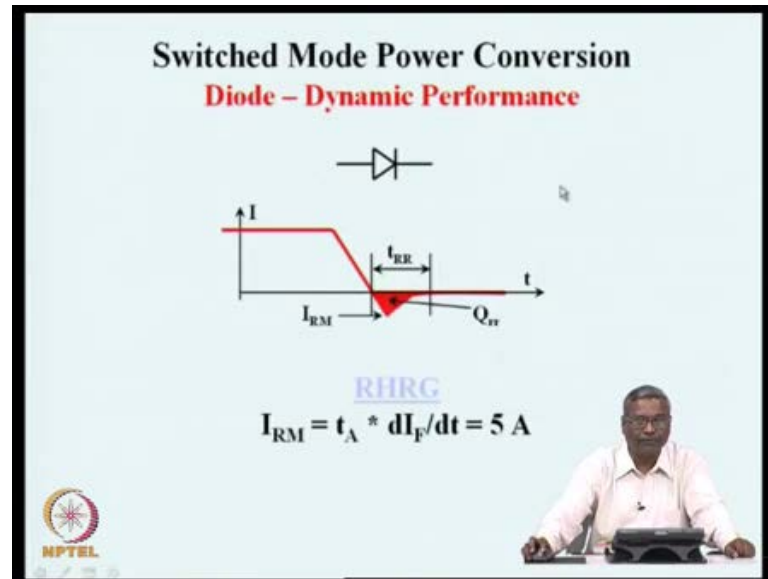 Switched Mode Power Conversion
Diode – Dynamic Performance
I
t_RR
t
I_RM
Q_rr
RHRG
I_RM = t_A * dI_F/dt = 5 A
NPTEL